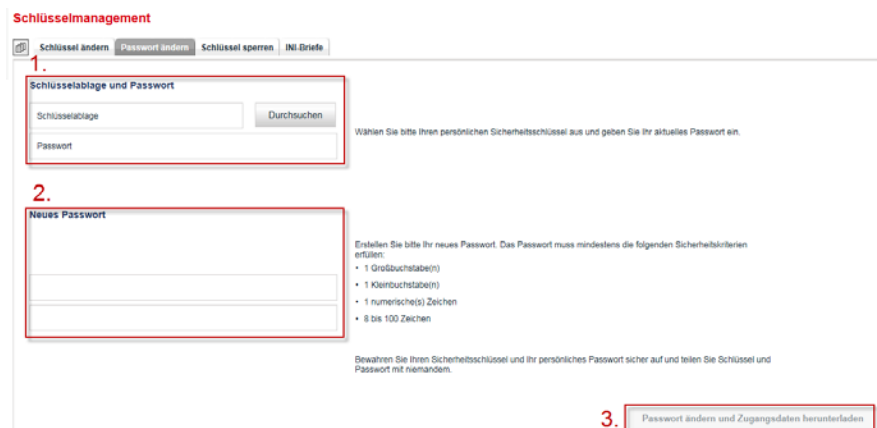 Schlüsselmanagement
Schlüssel ändern Passwort ändern Schlüssel sperren INI-Briefe
1.
Schlüsselablage und Passwort
Schlüsselablage Durchsuchen
Wählen Sie bitte Ihren persönlichen Sicherheitsschlüssel aus und geben Sie Ihr aktuelles Passwort ein.
Passwort
2.
Neues Passwort
Erstellen Sie bitte Ihr neues Passwort. Das Passwort muss mindestens die folgenden Sicherheitskriterien
erfüllen:
• 1 Großbuchstabe(n)
• 1 Kleinbuchstabe(n)
• 1 numerische(s) Zeichen
• 8 bis 100 Zeichen
Bewahren Sie Ihren Sicherheitsschlüssel und Ihr persönliches Passwort sicher auf und teilen Sie Schlüssel und
Passwort mit niemandem.
3. Passwort ändern und Zugangsdaten herunterladen